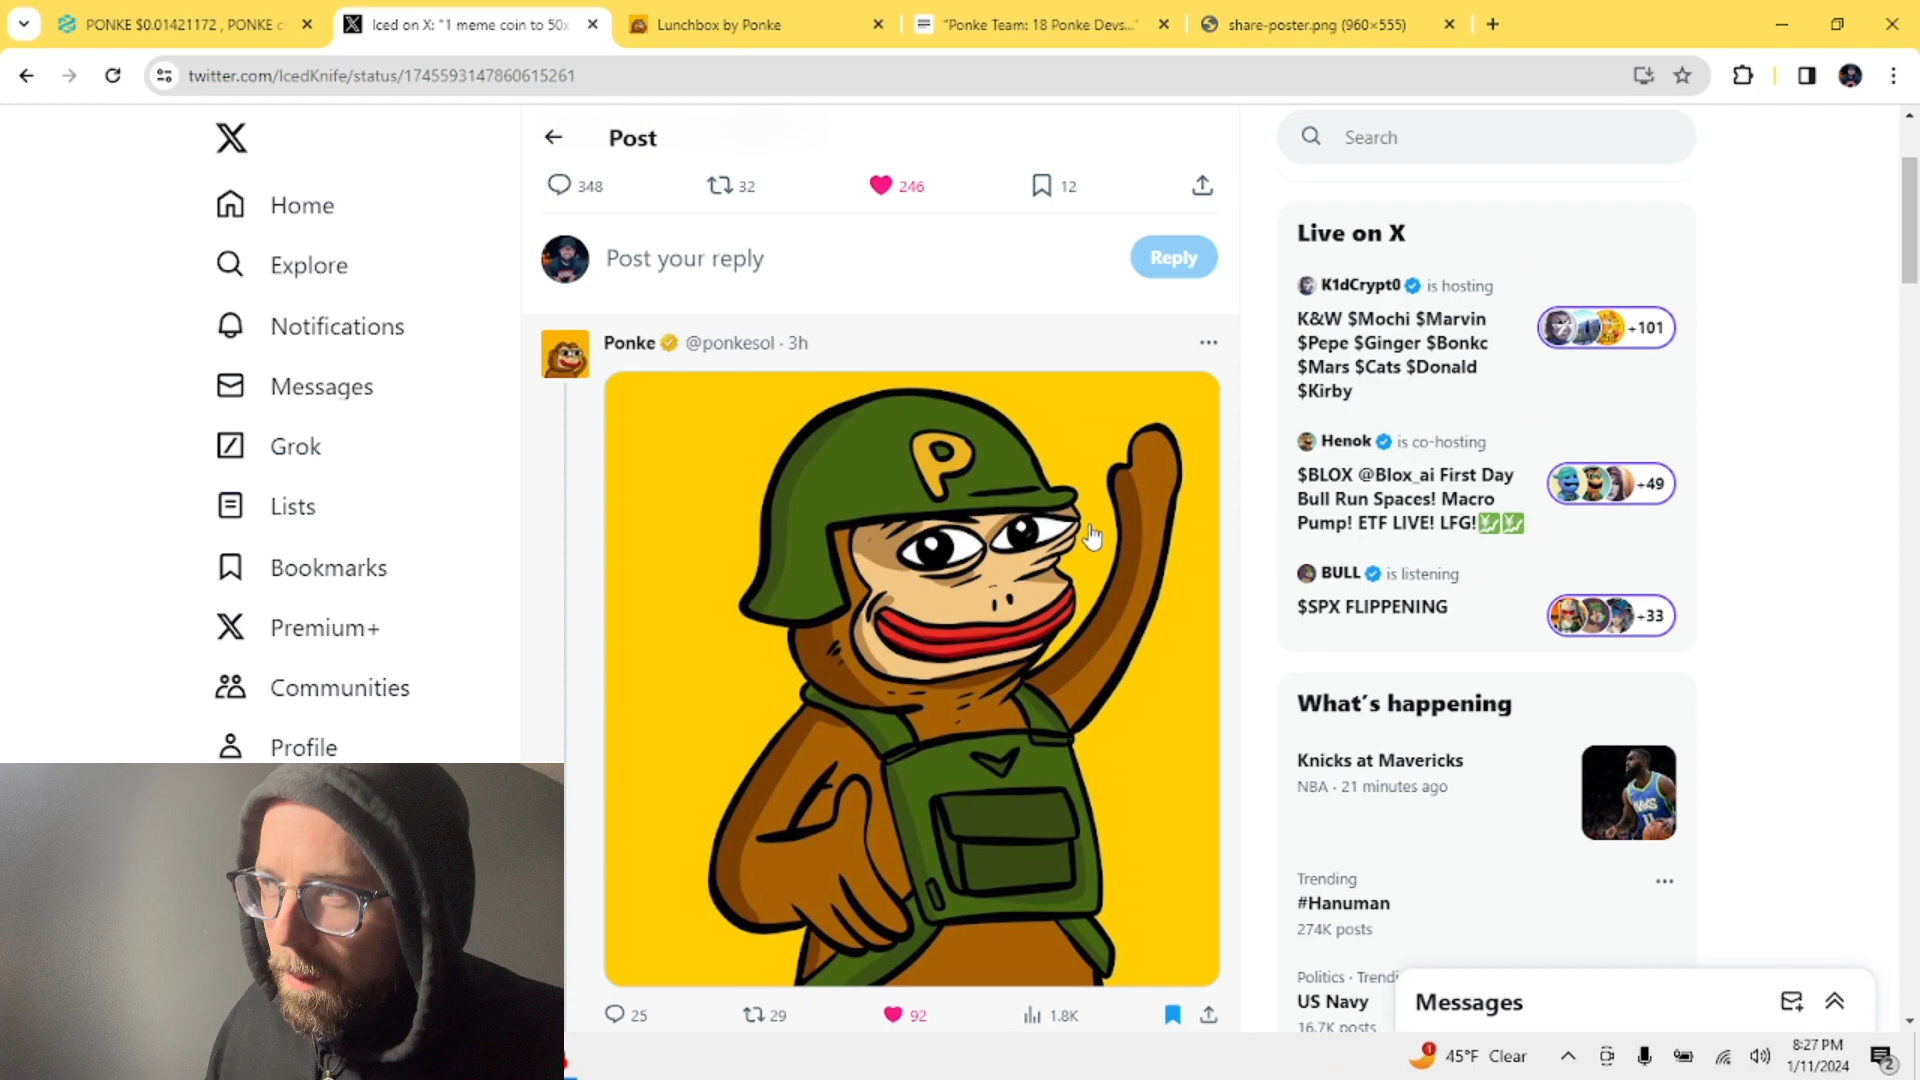 PONKE $0.01421172 , PONKE c
Iced on X: "1 meme coin to 50x
Lunchbox by Ponke
"Ponke Team: 18 Ponke Devs..."
share-poster.png (960×555)
twitter.com/IcedKnife/status/1745593147860615261
Home
Explore
Notifications
Messages
Grok
Lists
Bookmarks
Premium+
Communities
Profile
Post
348
32
246
12
Post your reply
Reply
Ponke @ponkesol · 3h
P
25
29
92
1.8K
Search
Live on X
K1dCrypt0 is hosting
K&W $Mochi $Marvin
$Pepe $Ginger $Bonkc
$Mars $Cats $Donald
$Kirby
+101
Henok is co-hosting
$BLOX @Blox_ai First Day
Bull Run Spaces! Macro
Pump! ETF LIVE! LFG!
+49
BULL is listening
$SPX FLIPPENING
+33
What's happening
Knicks at Mavericks
NBA · 21 minutes ago
Trending
#Hanuman
274K posts
Politics · Trendi
US Navy
16.7K posts
Messages
1
45°F Clear
8:27 PM
1/11/2024
2